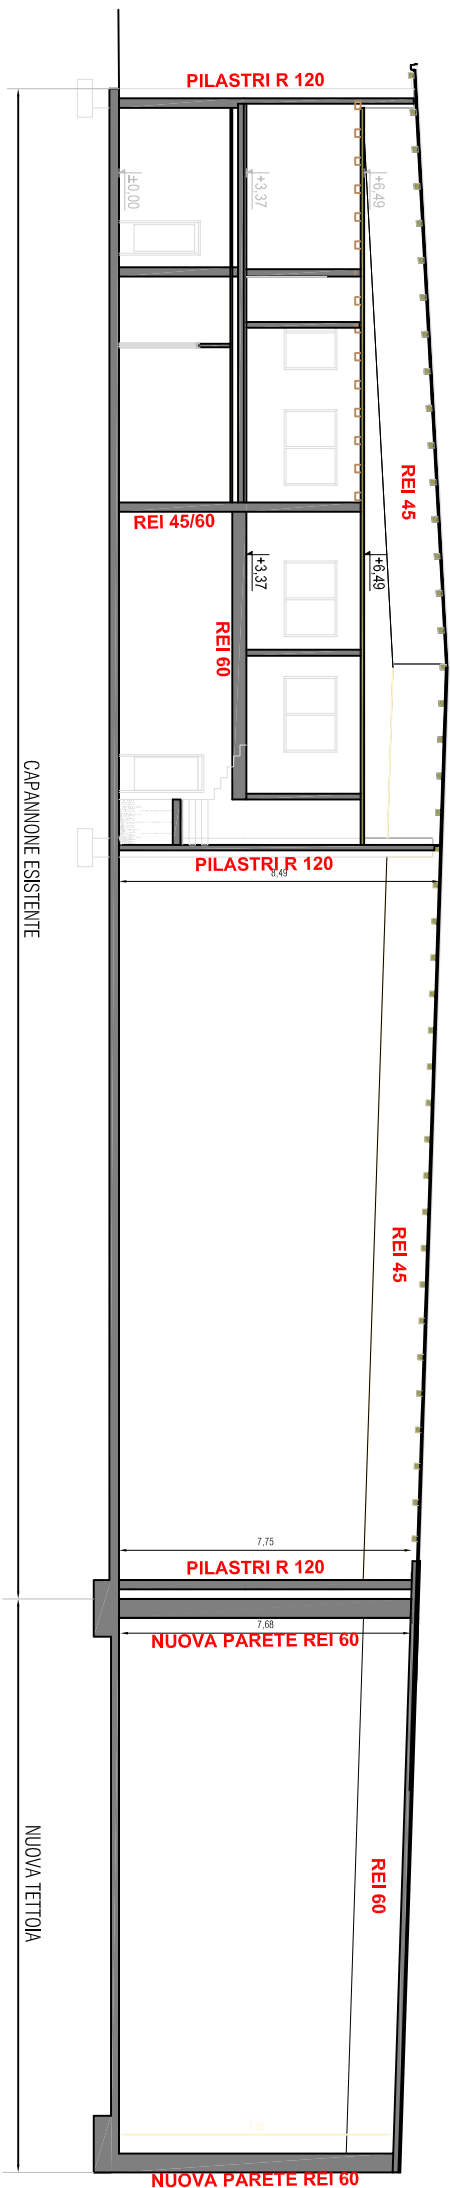 PILASTRI R 120
±0,00
+3,37
+6,49
REI 45
REI 45/60
+3,37
+6,49
REI 60
CAPANNONE ESISTENTE
PILASTRI R 120
8,49
REI 45
7,75
PILASTRI R 120
NUOVA PARETE REI 60
7,68
NUOVA TETTOIA
REI 60
NUOVA PARETE REI 60